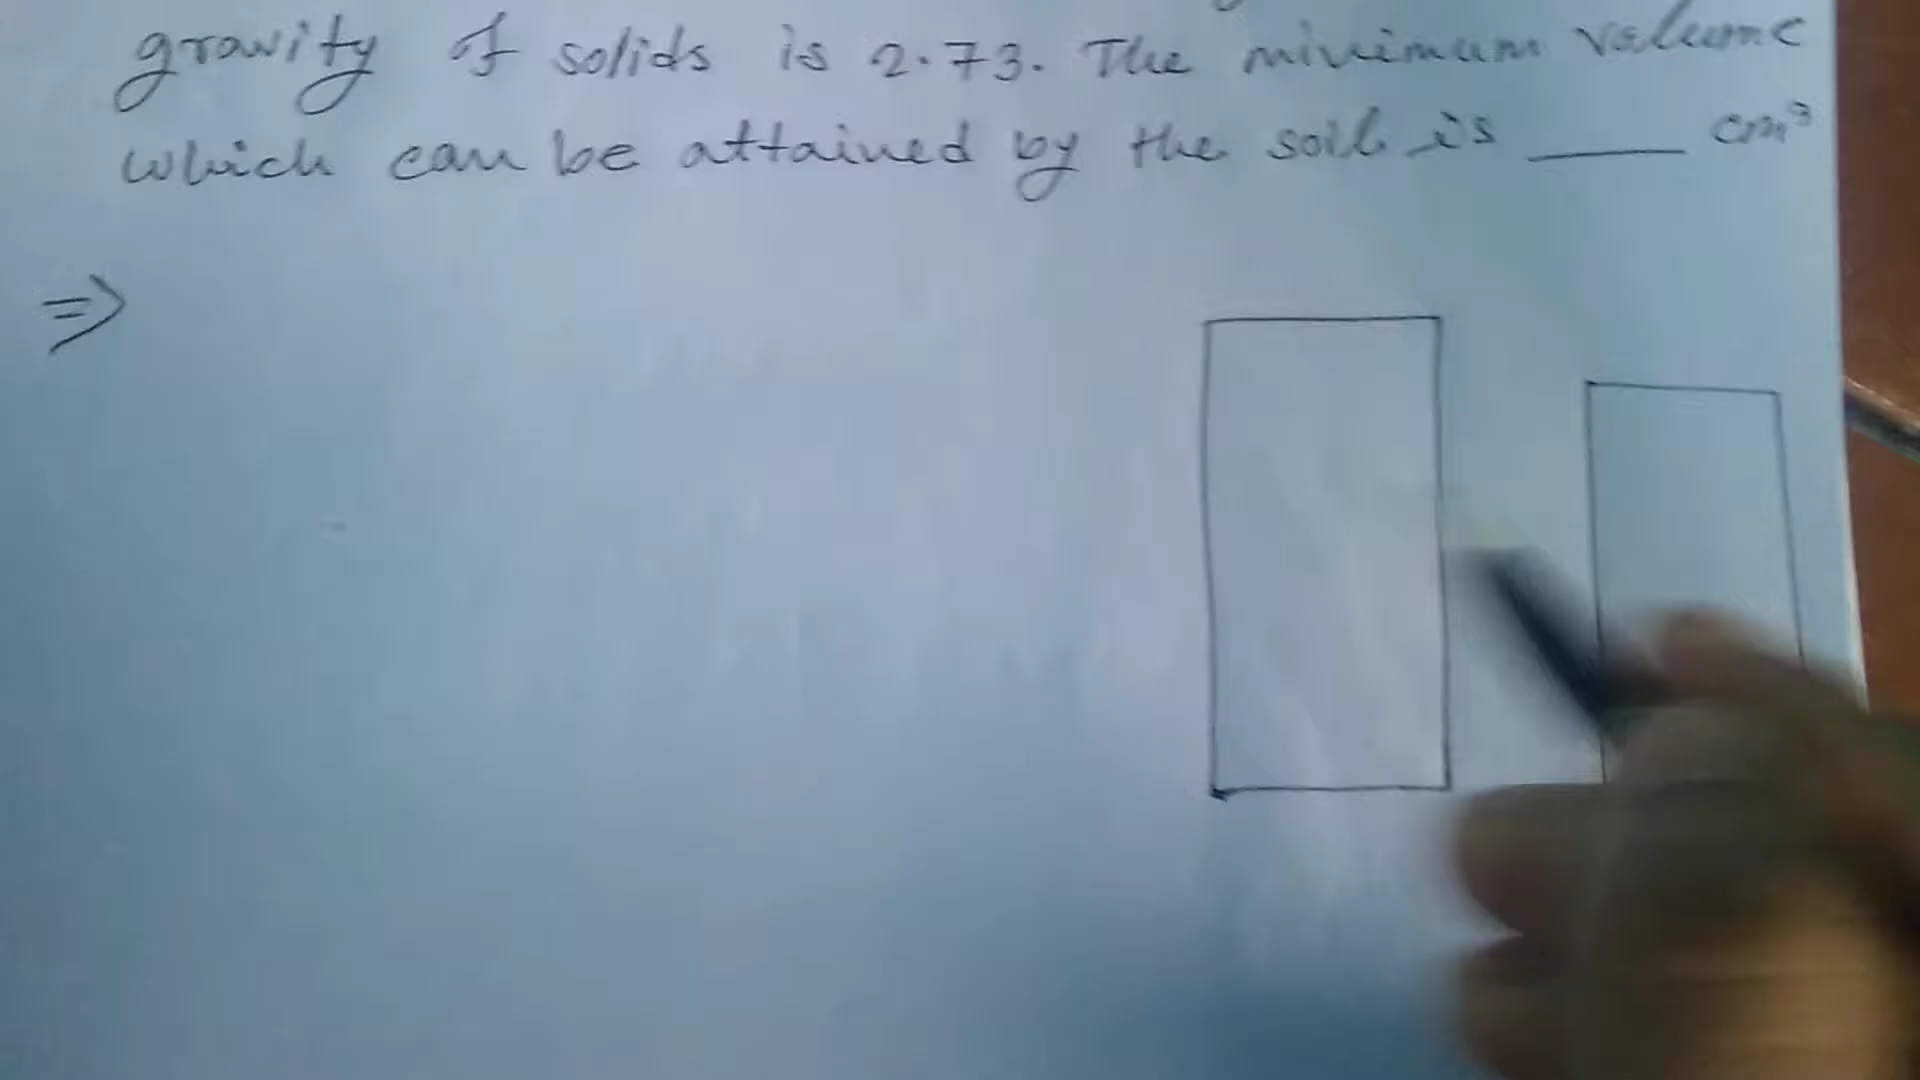 gravity of solids is 2.73. The minimum volume
which can be attained by the soil is ____ cm³
⇒